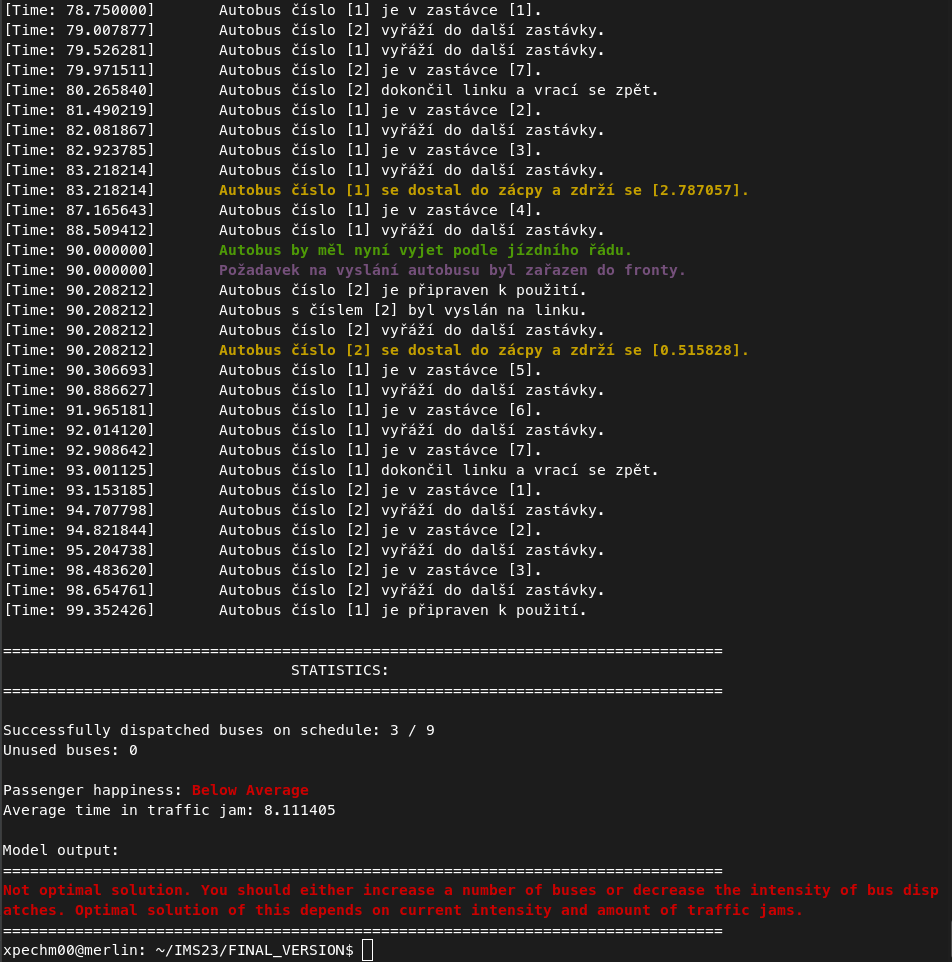 [Time: 78.750000]       Autobus číslo [1] je v zastávce [1].
[Time: 79.007877]       Autobus číslo [2] vyřáží do další zastávky.
[Time: 79.526281]       Autobus číslo [1] vyřáží do další zastávky.
[Time: 79.971511]       Autobus číslo [2] je v zastávce [7].
[Time: 80.265840]       Autobus číslo [2] dokončil linku a vrací se zpět.
[Time: 81.490219]       Autobus číslo [1] je v zastávce [2].
[Time: 82.081867]       Autobus číslo [1] vyřáží do další zastávky.
[Time: 82.923785]       Autobus číslo [1] je v zastávce [3].
[Time: 83.218214]       Autobus číslo [1] vyřáží do další zastávky.
[Time: 83.218214]       Autobus číslo [1] se dostal do zácpy a zdrží se [2.787057].
[Time: 87.165643]       Autobus číslo [1] je v zastávce [4].
[Time: 88.509412]       Autobus číslo [1] vyřáží do další zastávky.
[Time: 90.000000]       Autobus by měl nyní vyjet podle jízdního řádu.
[Time: 90.000000]       Požadavek na vyslání autobusu byl zařazen do fronty.
[Time: 90.208212]       Autobus číslo [2] je připraven k použití.
[Time: 90.208212]       Autobus s číslem [2] byl vyslán na linku.
[Time: 90.208212]       Autobus číslo [2] vyřáží do další zastávky.
[Time: 90.208212]       Autobus číslo [2] se dostal do zácpy a zdrží se [0.515828].
[Time: 90.306693]       Autobus číslo [1] je v zastávce [5].
[Time: 90.886627]       Autobus číslo [1] vyřáží do další zastávky.
[Time: 91.965181]       Autobus číslo [1] je v zastávce [6].
[Time: 92.014120]       Autobus číslo [1] vyřáží do další zastávky.
[Time: 92.908642]       Autobus číslo [1] je v zastávce [7].
[Time: 93.001125]       Autobus číslo [1] dokončil linku a vrací se zpět.
[Time: 93.153185]       Autobus číslo [2] je v zastávce [1].
[Time: 94.707798]       Autobus číslo [2] vyřáží do další zastávky.
[Time: 94.821844]       Autobus číslo [2] je v zastávce [2].
[Time: 95.204738]       Autobus číslo [2] vyřáží do další zastávky.
[Time: 98.483620]       Autobus číslo [2] je v zastávce [3].
[Time: 98.654761]       Autobus číslo [2] vyřáží do další zastávky.
[Time: 99.352426]       Autobus číslo [1] je připraven k použití.
================================================================================
STATISTICS:
================================================================================
Successfully dispatched buses on schedule: 3 / 9
Unused buses: 0
Passenger happiness: Below Average
Average time in traffic jam: 8.111405
Model output:
================================================================================
Not optimal solution. You should either increase a number of buses or decrease the intensity of bus disp
atches. Optimal solution of this depends on current intensity and amount of traffic jams.
================================================================================
xpechm00@merlin: ~/IMS23/FINAL_VERSION$